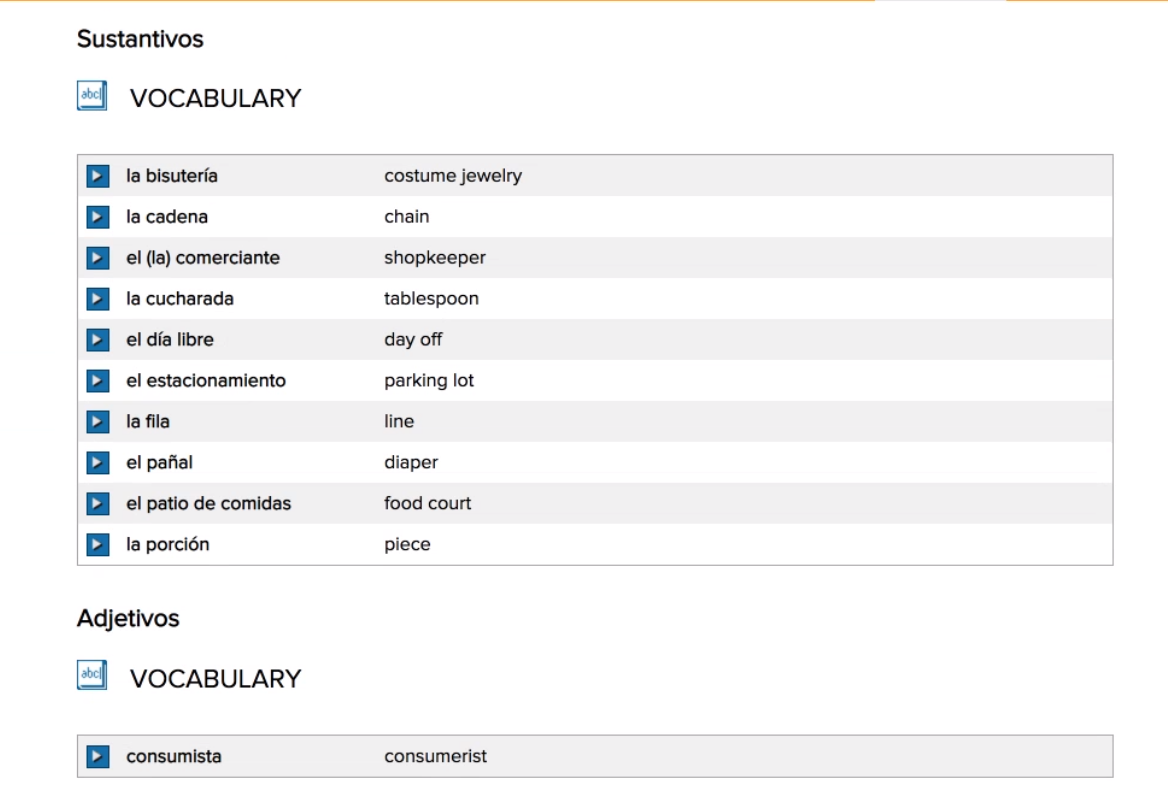 Sustantivos
abc VOCABULARY
la bisutería costume jewelry
la cadena chain
el (la) comerciante shopkeeper
la cucharada tablespoon
el día libre day off
el estacionamiento parking lot
la fila line
el pañal diaper
el patio de comidas food court
la porción piece
Adjetivos
abc VOCABULARY
consumista consumerist